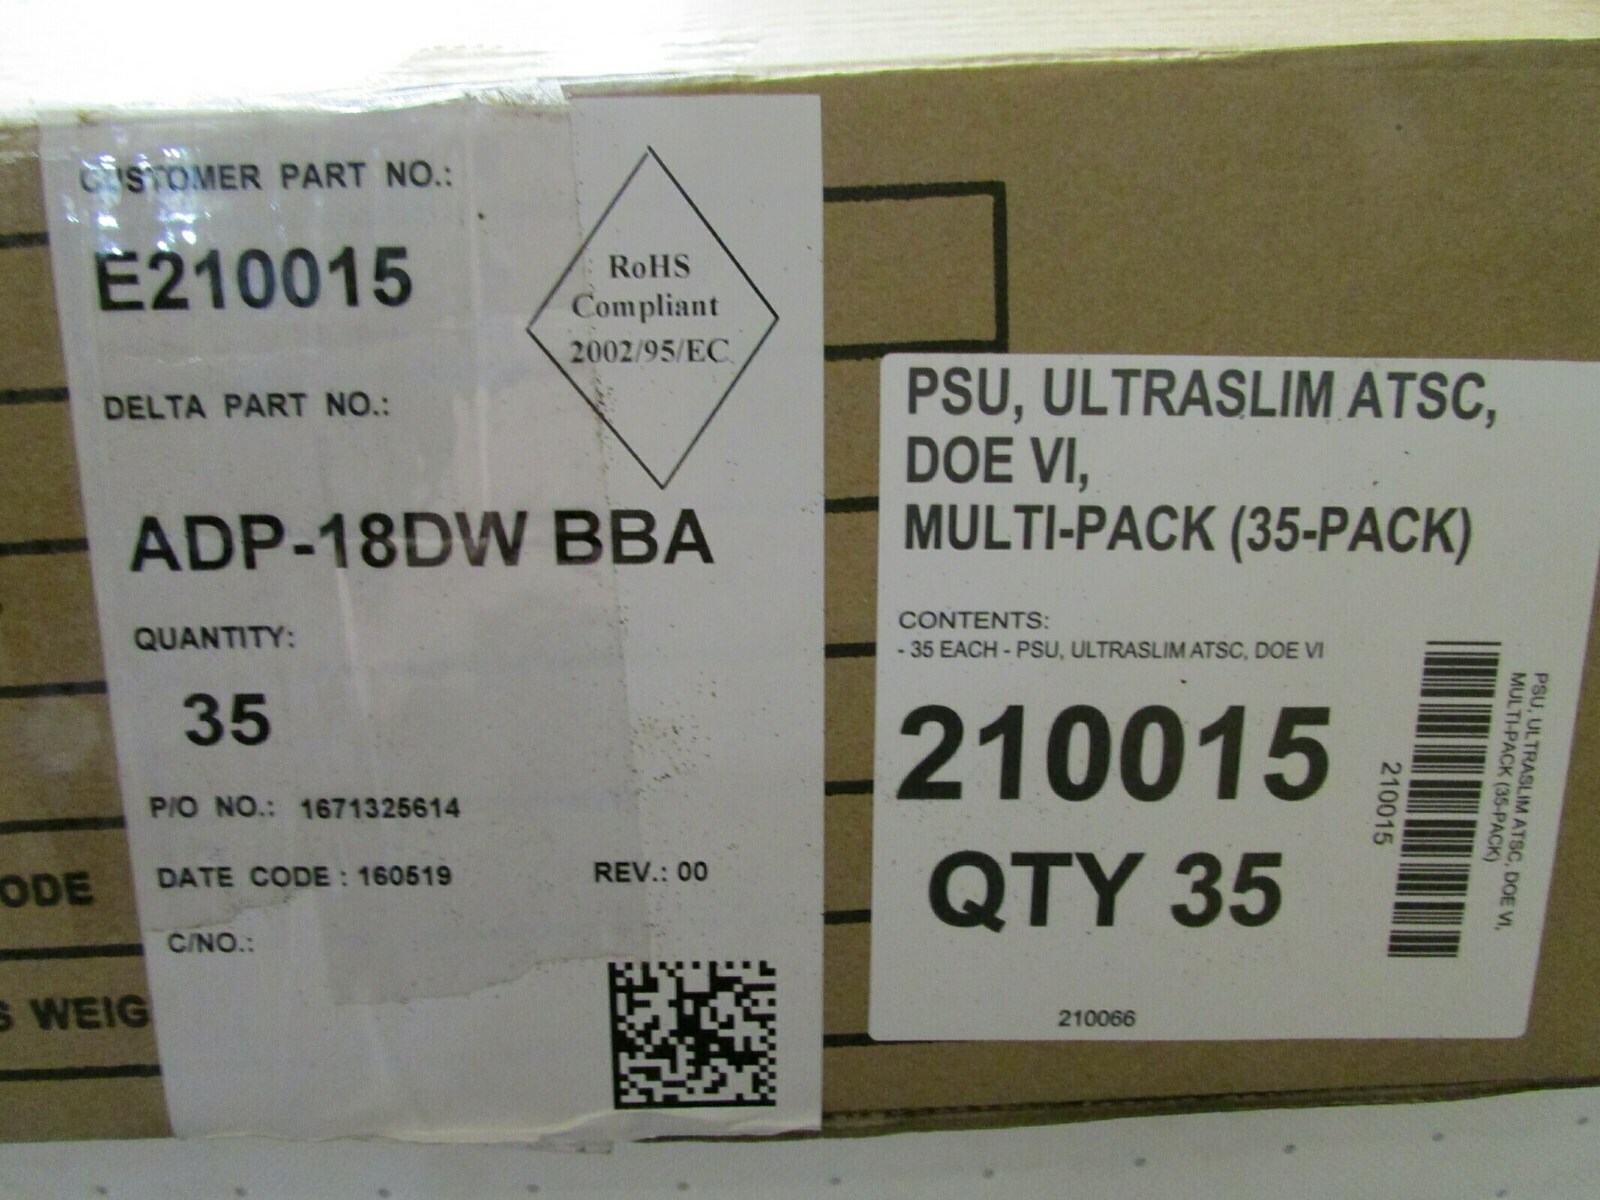 CUSTOMER PART NO.:
E210015
RoHS
Compliant
2002/95/EC
DELTA PART NO.:
ADP-18DW BBA
QUANTITY:
35
P/O NO.: 1671325614
DATE CODE : 160519 REV.: 00
C/NO.:
ODE
S WEIG
PSU, ULTRASLIM ATSC,
DOE VI,
MULTI-PACK (35-PACK)
CONTENTS:
- 35 EACH - PSU, ULTRASLIM ATSC, DOE VI
210015
QTY 35
210066
PSU, ULTRASLIM ATSC, DOE VI,
MULTI-PACK (35-PACK)
210015